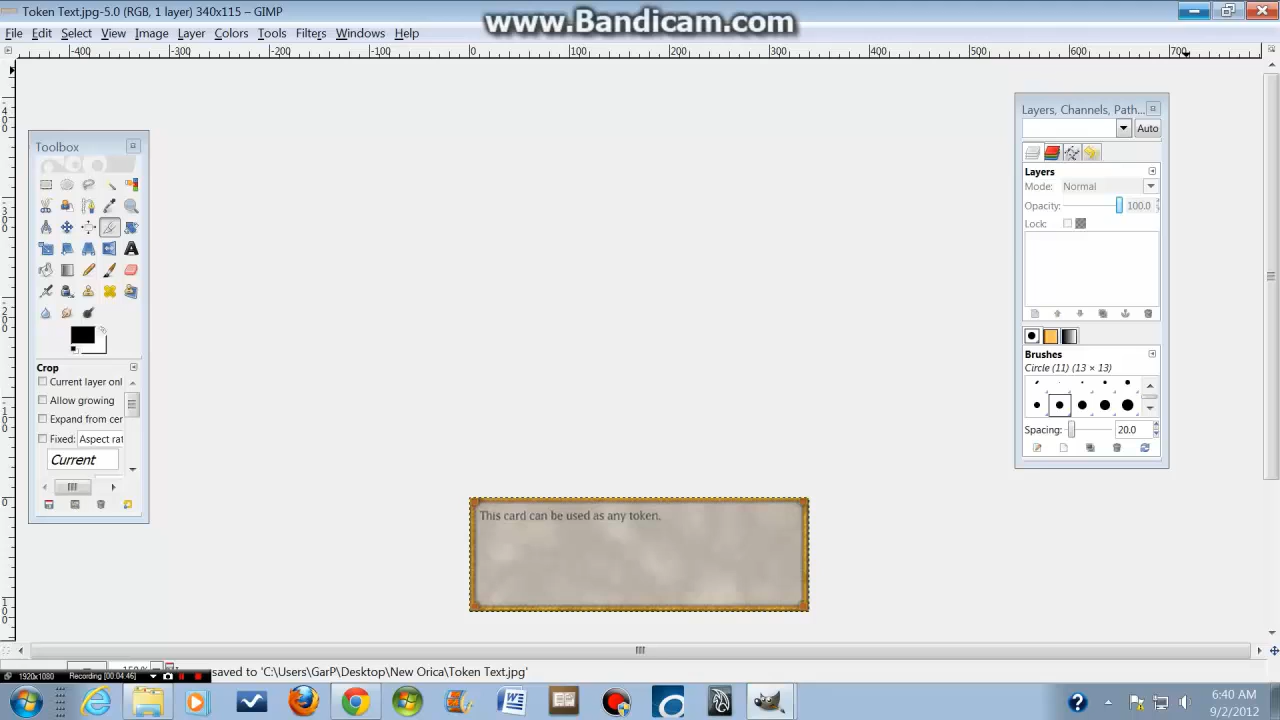 Token Text.jpg-5.0 (RGB, 1 layer) 340x115 – GIMP
www.Bandicam.com
File Edit Select View Image Layer Colors Tools Filters Windows Help
-400 -300 -200 -100 0 100 200 300 400 500 600 700
Toolbox
Crop
Current layer onl
Allow growing
Expand from cer
Fixed: Aspect rat
Current
Layers, Channels, Path...
Auto
Layers
Mode: Normal
Opacity: 100.0
Lock:
Brushes
Circle (11) (13 × 13)
Spacing: 20.0
This card can be used as any token.
saved to 'C:\Users\GarP\Desktop\New Orica\Token Text.jpg'
1920x1080 Recording [00:04:46]
6:40 AM
9/2/2012